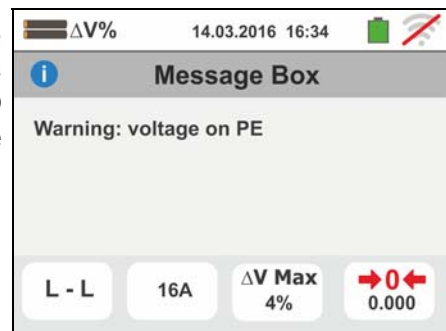 ΔV% 14.03.2016 16:34
Message Box
Warning: voltage on PE
L - L 16A ΔV Max 4% →0← 0.000